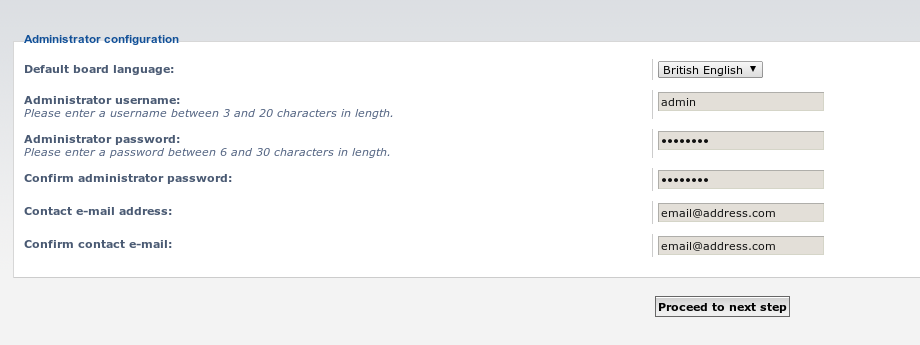 Administrator configuration
Default board language:
British English
Administrator username:
Please enter a username between 3 and 20 characters in length.
admin
Administrator password:
Please enter a password between 6 and 30 characters in length.
••••••••
Confirm administrator password:
••••••••
Contact e-mail address:
email@address.com
Confirm contact e-mail:
email@address.com
Proceed to next step